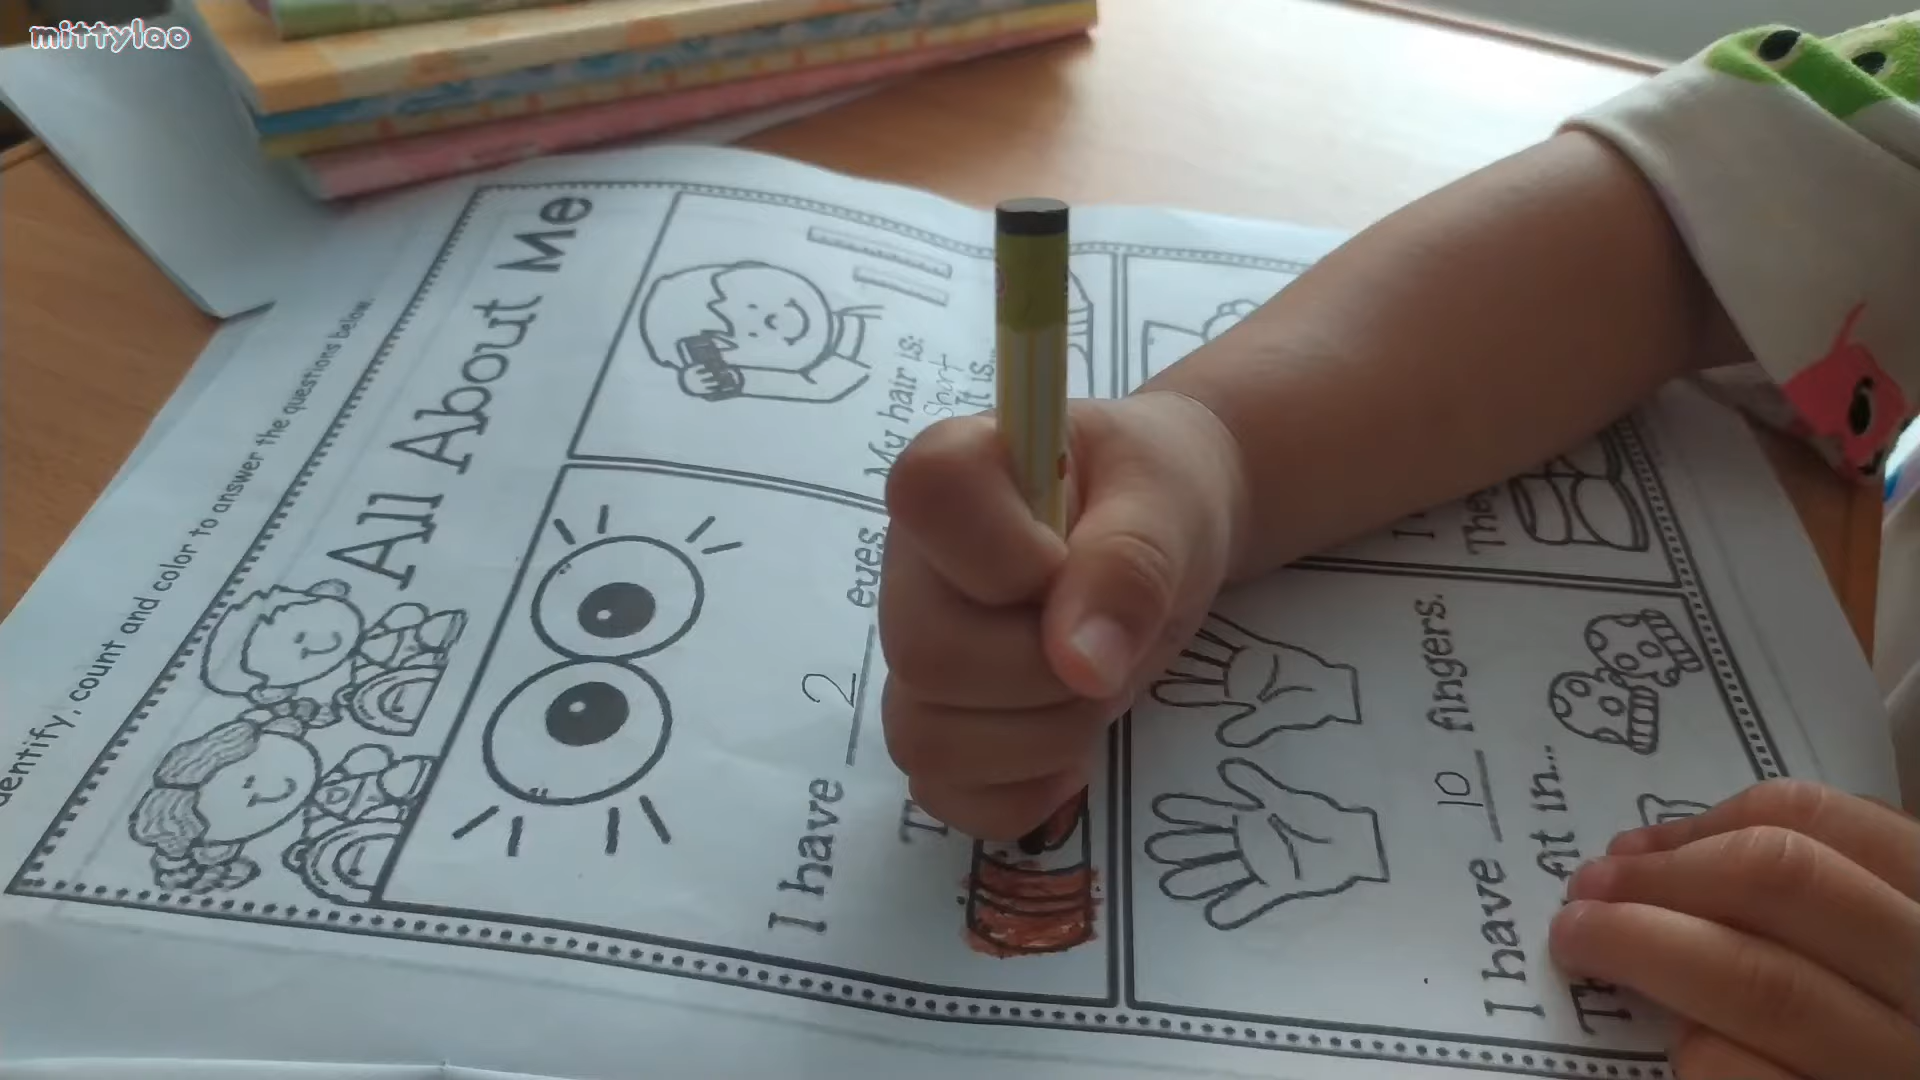 mittylao
dentify, count and color to answer the questions below.
All About Me
I have 2 eyes.
My hair is:
Short
It is...
I have 10 fingers.
fit in...